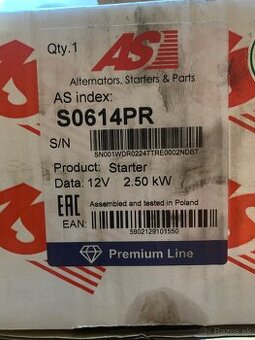 Qty.1
AS
Alternators, Starters & Parts
AS index:
S0614PR
S/N
SN001WDR0224TTRE0002NDBT
Product: Starter
Data: 12V 2.50 kW
EAC
Assembled and tested in Poland
EAN:
5902129101550
Premium Line